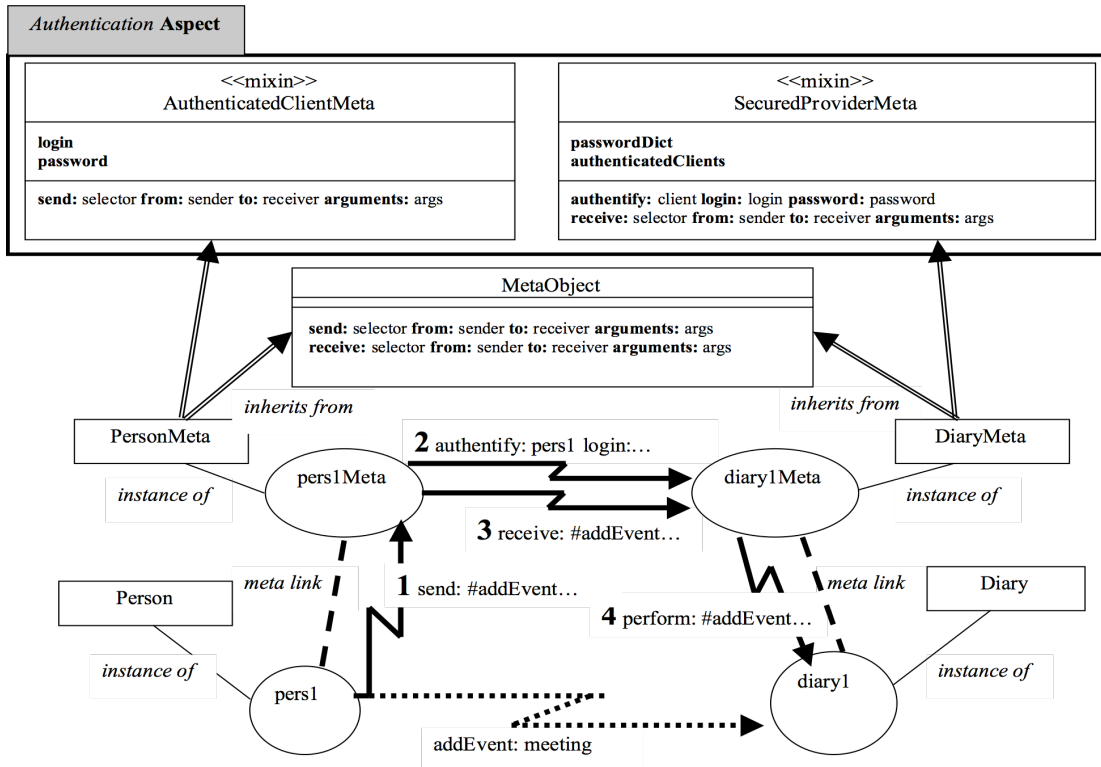 Authentication Aspect
<<mixin>>
AuthenticatedClientMeta
login
password
send: selector from: sender to: receiver arguments: args
<<mixin>>
SecuredProviderMeta
passwordDict
authenticatedClients
authentify: client login: login password: password
receive: selector from: sender to: receiver arguments: args
MetaObject
send: selector from: sender to: receiver arguments: args
receive: selector from: sender to: receiver arguments: args
inherits from
inherits from
PersonMeta
DiaryMeta
2 authentify: pers1 login:…
pers1Meta
diary1Meta
instance of
instance of
3 receive: #addEvent…
meta link
1 send: #addEvent…
meta link
Person
Diary
4 perform: #addEvent…
instance of
instance of
pers1
diary1
addEvent: meeting